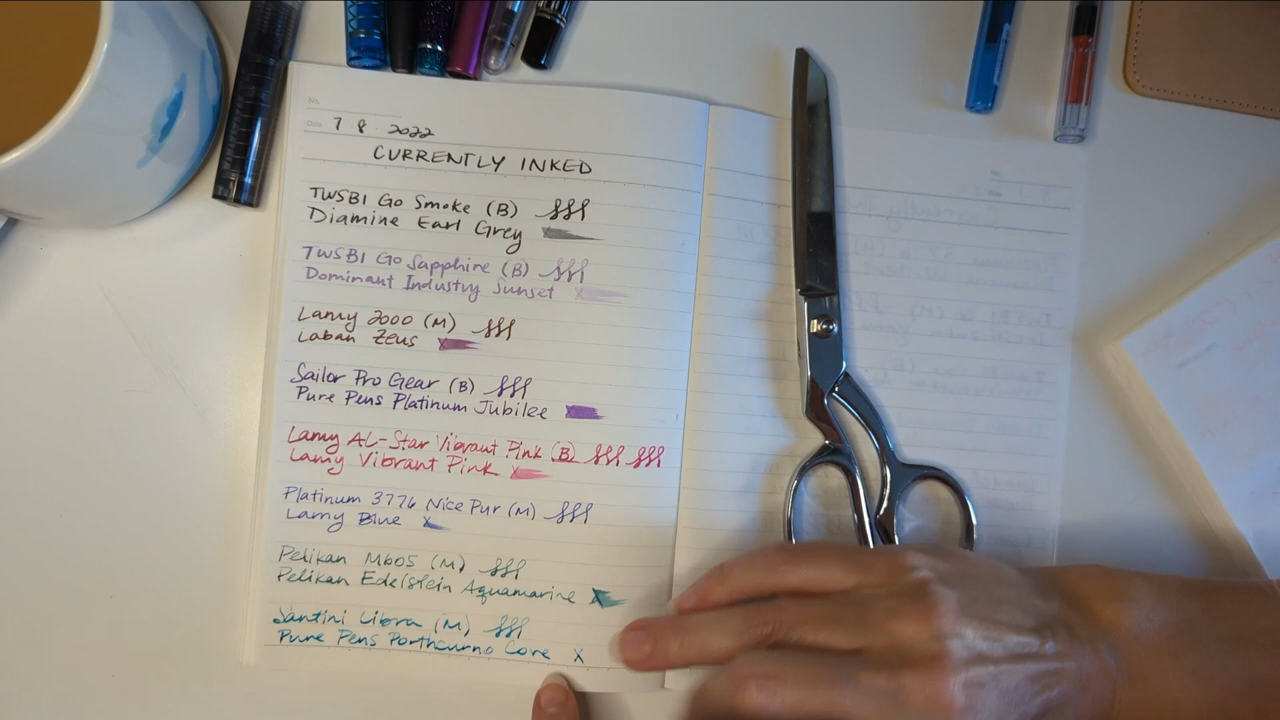 No.
Date 7 8 2022
CURRENTLY INKED
TWSBI Go Smoke (B)
Diamine Earl Grey
TWSBI Go Sapphire (B)
Dominant Industry Sunset x
Lamy 2000 (M)
Laban Zeus x
Sailor Pro Gear (B)
Pure Pens Platinum Jubilee
Lamy AL-Star Vibrant Pink (B)
Lamy Vibrant Pink x
Platinum 3776 Nice Pur (M)
Lamy Blue x
Pelikan M605 (M)
Pelikan Edelstein Aquamarine x
Santini Libra (M)
Pure Pens Porthcurno Cove x